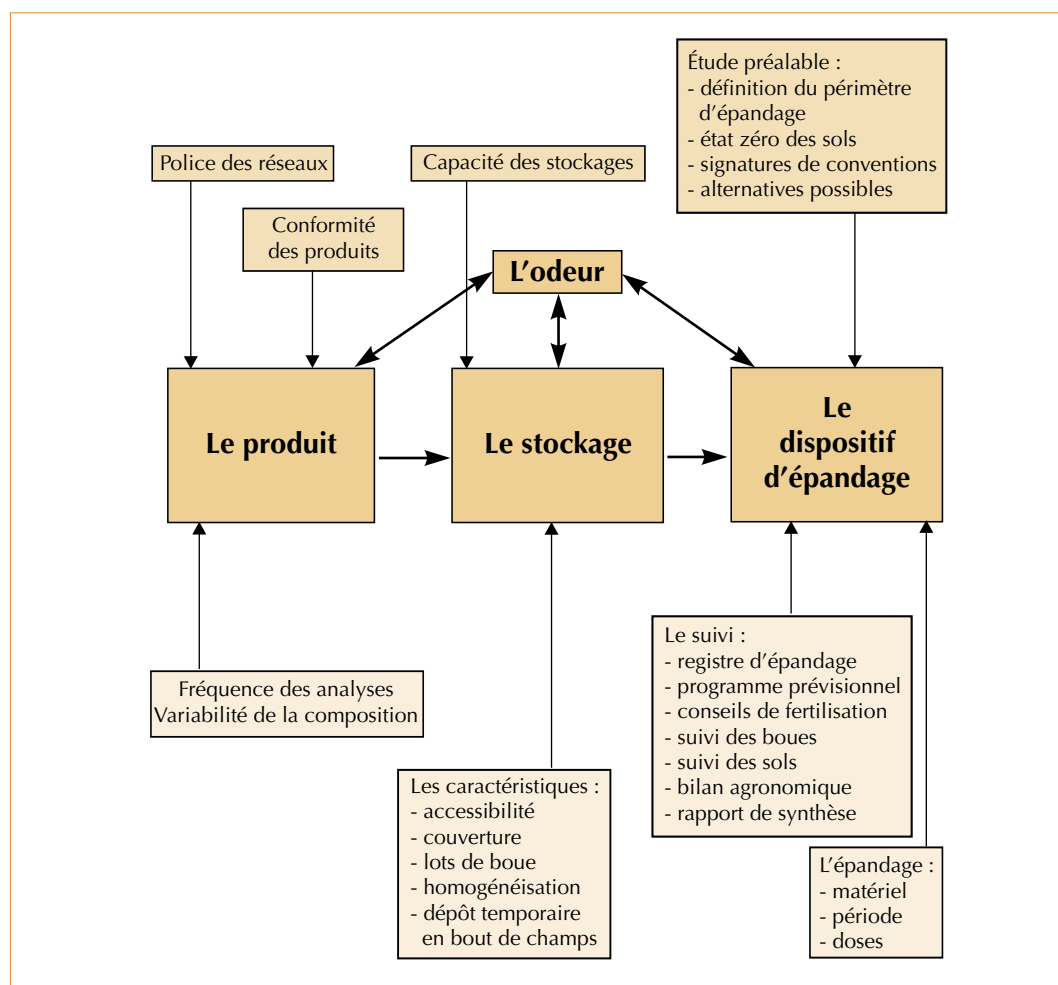 Étude préalable :
- définition du périmètre
d'épandage
- état zéro des sols
- signatures de conventions
- alternatives possibles
Police des réseaux
Capacité des stockages
Conformité
des produits
L'odeur
Le produit
Le stockage
Le
dispositif
d'épandage
Fréquence des analyses
Variabilité de la composition
Les caractéristiques :
- accessibilité
- couverture
- lots de boue
- homogénéisation
- dépôt temporaire
en bout de champs
Le suivi :
- registre d'épandage
- programme prévisionnel
- conseils de fertilisation
- suivi des boues
- suivi des sols
- bilan agronomique
- rapport de synthèse
L'épandage :
- matériel
- période
- doses